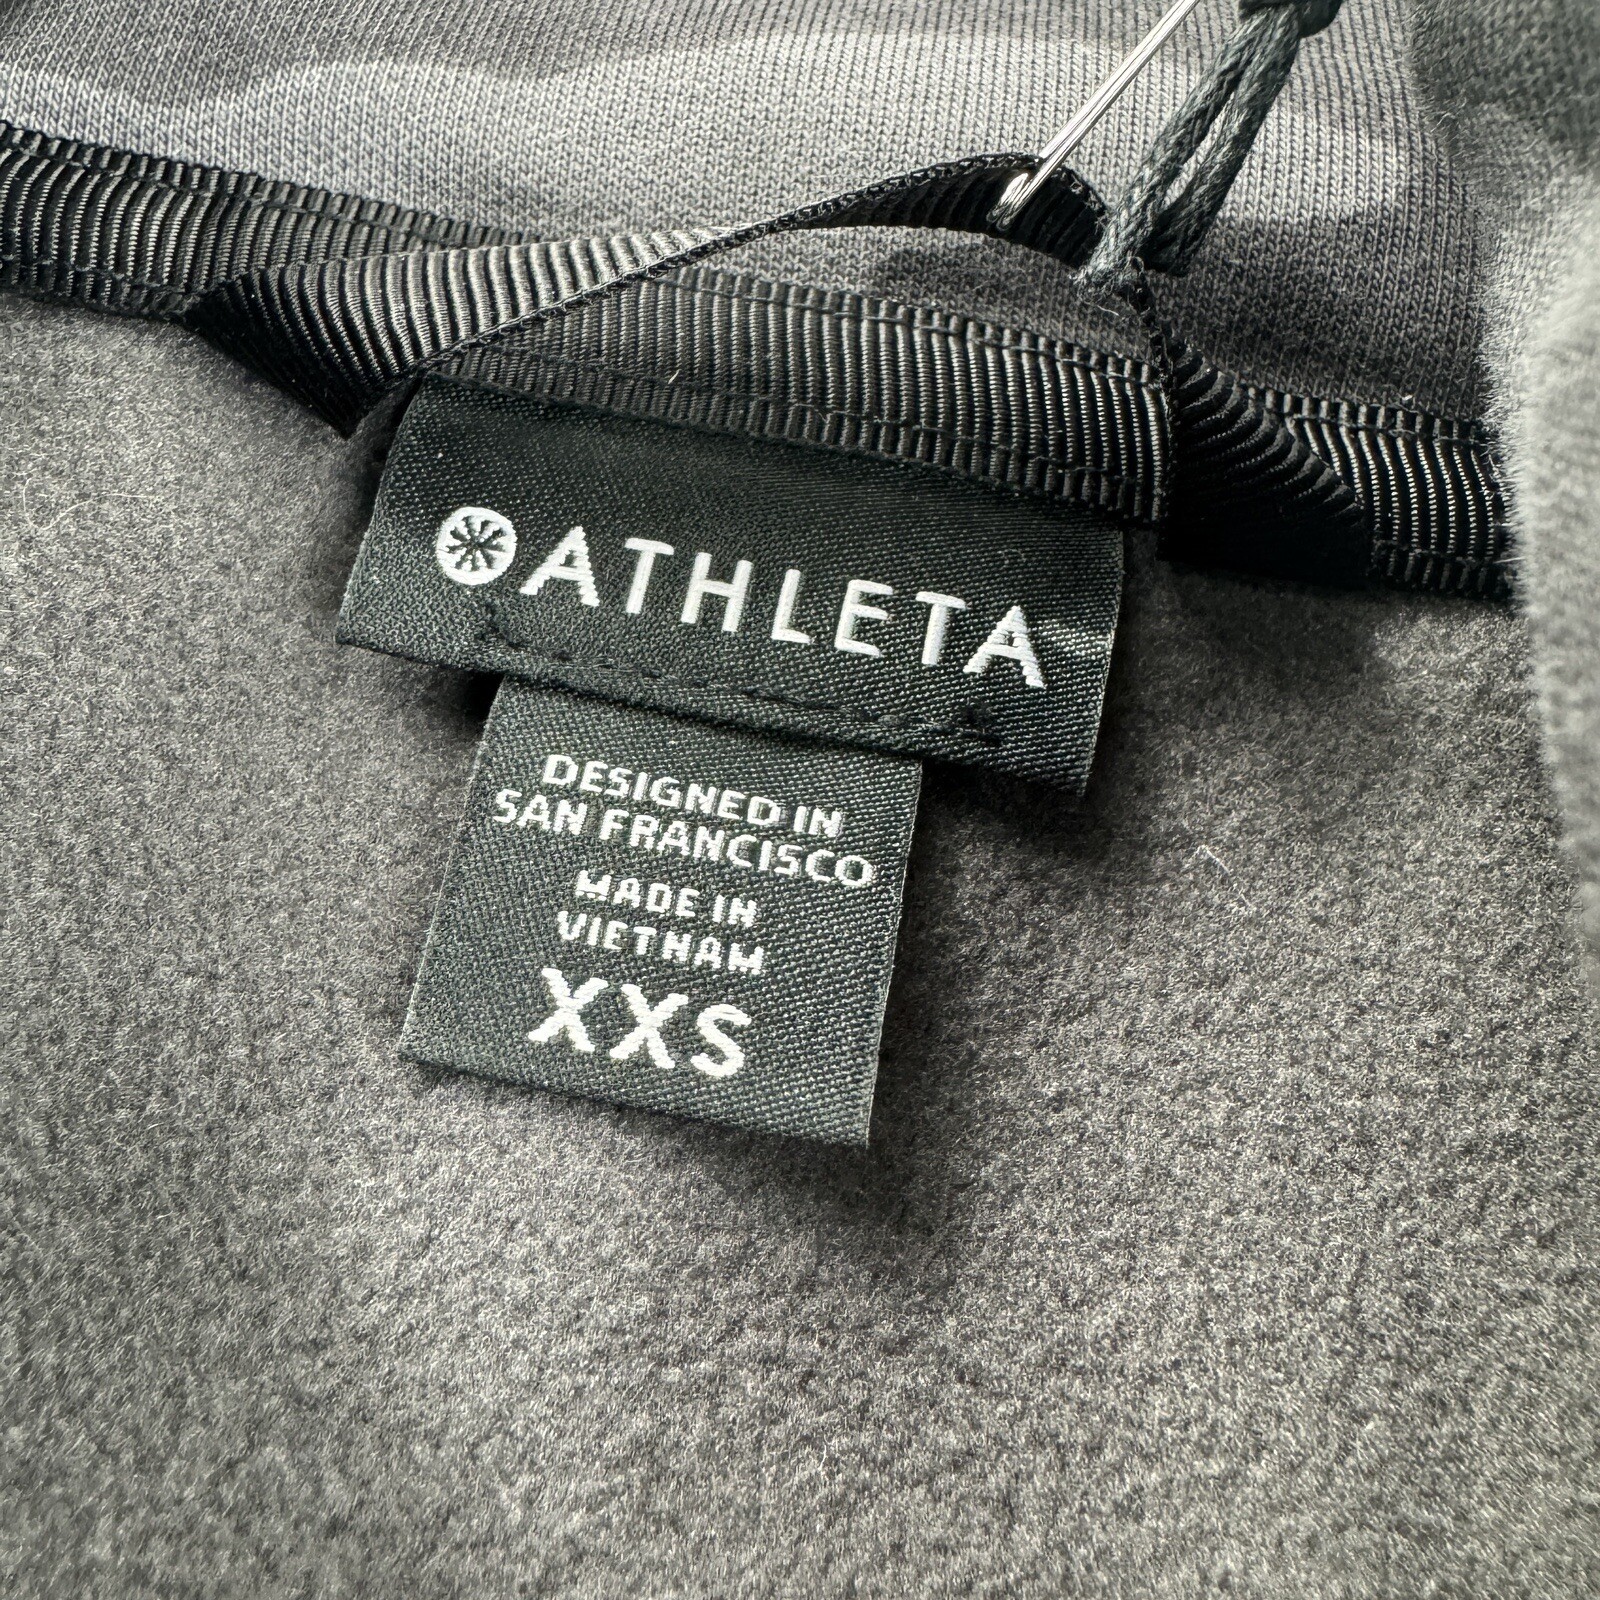 ATHLETA
DESIGNED IN
SAN FRANCISCO
MADE IN
VIETNAM
XXS